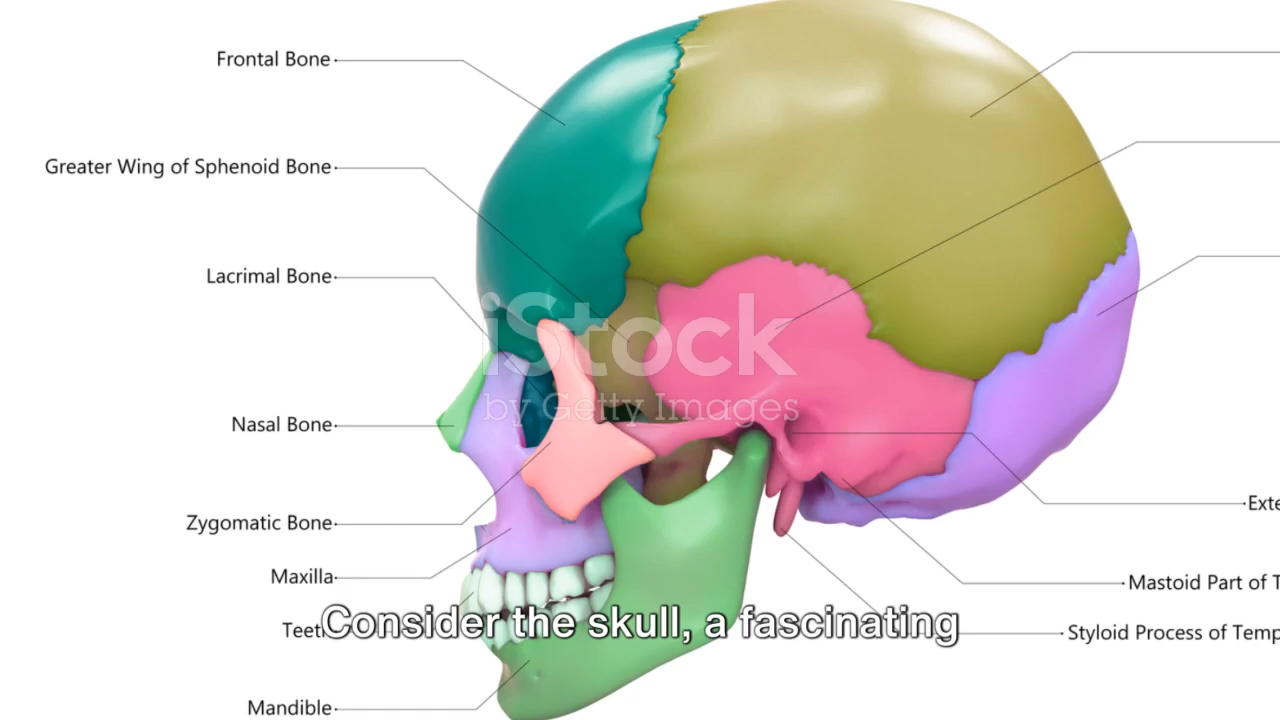 Frontal Bone
Greater Wing of Sphenoid Bone
Lacrimal Bone
iStock
by Getty Images
Nasal Bone
Zygomatic Bone
Exte
Maxilla
Mastoid Part of T
Teeth
Consider the skull, a fascinating
Styloid Process of Temp
Mandible